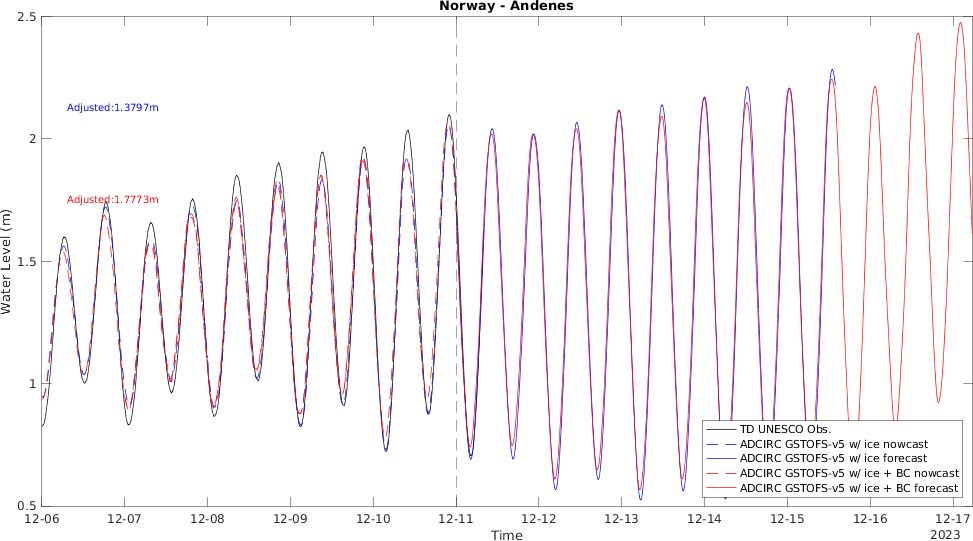 Norway - Andenes
2.5
Adjusted:1.3797m
2
Adjusted:1.7773m
1.5
Water Level (m)
1
TD UNESCO Obs.
ADCIRC GSTOFS-v5 w/ ice nowcast
ADCIRC GSTOFS-v5 w/ ice forecast
ADCIRC GSTOFS-v5 w/ ice + BC nowcast
ADCIRC GSTOFS-v5 w/ ice + BC forecast
0.5
12-06 12-07 12-08 12-09 12-10 12-11 12-12 12-13 12-14 12-15 12-16 12-17
Time
2023